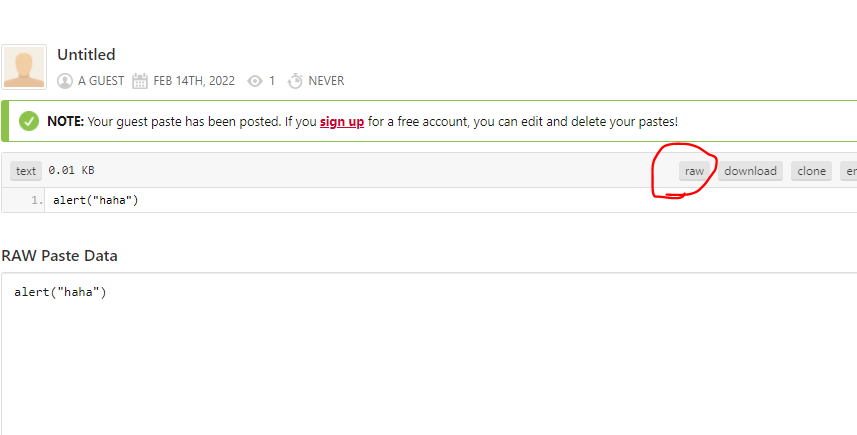 Untitled
A GUEST FEB 14TH, 2022 1 NEVER
NOTE: Your guest paste has been posted. If you sign up for a free account, you can edit and delete your pastes!
text 0.01 KB raw download clone
1. alert("haha")
RAW Paste Data
alert("haha")